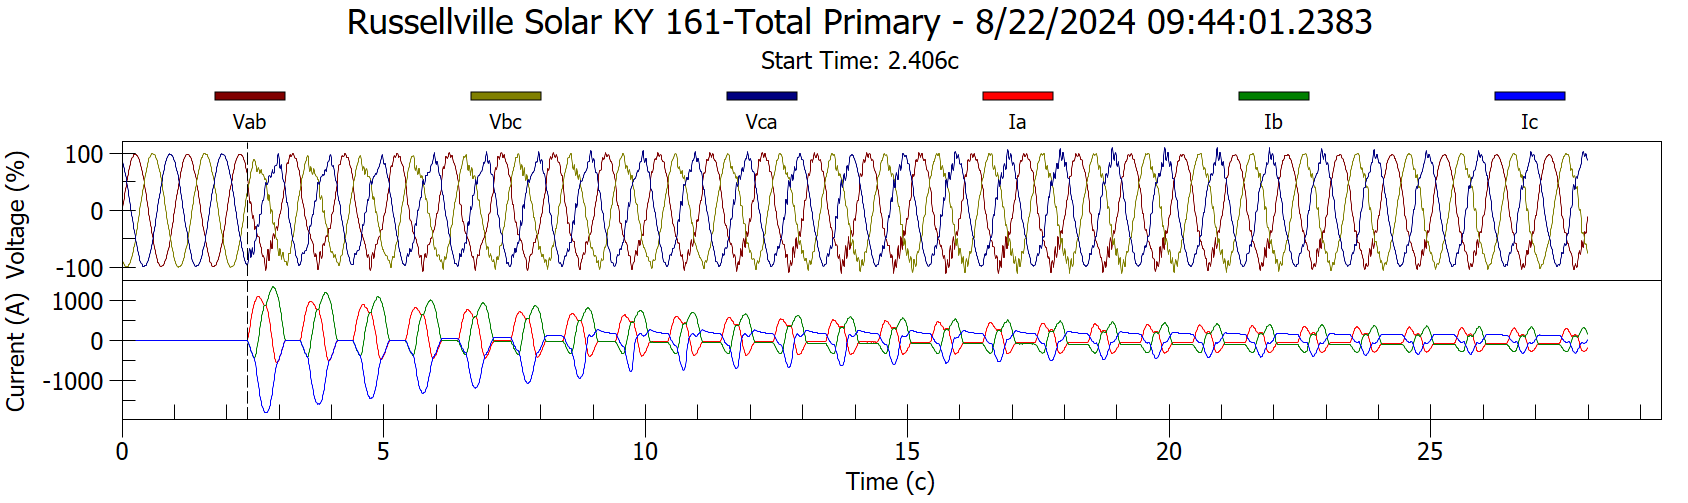 Russellville Solar KY 161-Total Primary - 8/22/2024 09:44:01.2383
Start Time: 2.406c
Vab Vbc Vca Ia Ib Ic
Voltage (%)
100
0
-100
Current (A)
1000
0
-1000
0 5 10 15 20 25
Time (c)